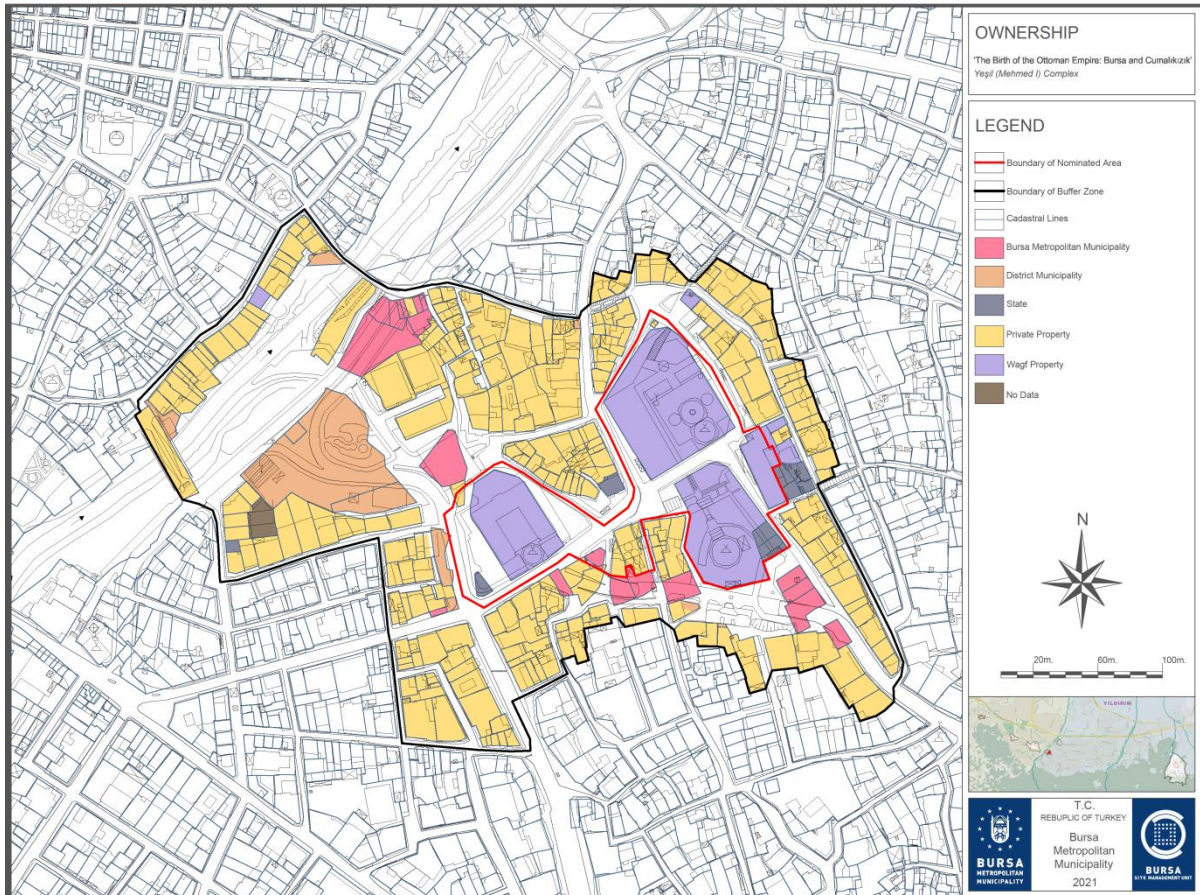 OWNERSHIP
'The Birth of the Ottoman Empire: Bursa and Cumalıkızık'
Yeşil (Mehmed I) Complex
LEGEND
Boundary of Nominated Area
Boundary of Buffer Zone
Cadastral Lines
Bursa Metropolitan Municipality
District Municipality
State
Private Property
Waqf Property
No Data
N
20m.
60m.
100m.
YILDIRIM
T.C.
REBUPLIC OF TURKEY
Bursa
Metropolitan
Municipality
2021
BURSA
METROPOLITAN
MUNICIPALITY
BURSA
SITE MANAGEMENT UNIT